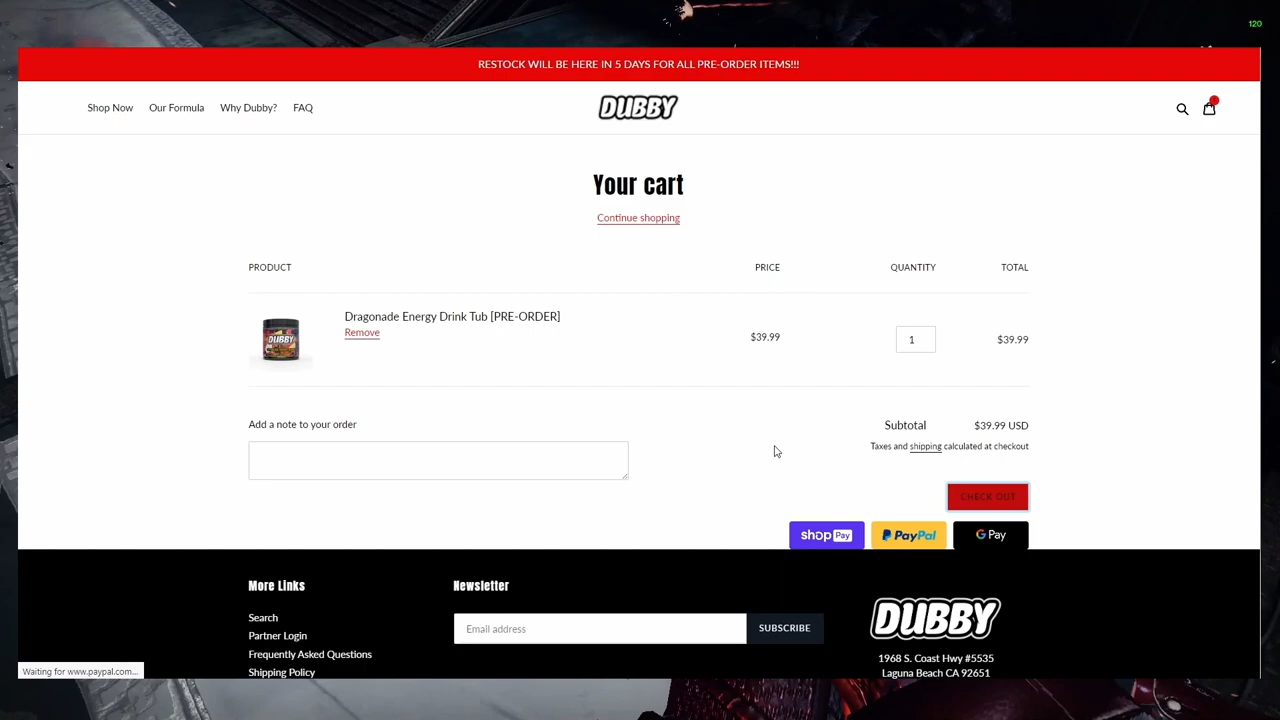 120
RESTOCK WILL BE HERE IN 5 DAYS FOR ALL PRE-ORDER ITEMS!!!
Shop Now Our Formula Why Dubby? FAQ
DUBBY
Your cart
Continue shopping
PRODUCT PRICE QUANTITY TOTAL
Dragonade Energy Drink Tub [PRE-ORDER]
Remove
DUBBY
$39.99 1 $39.99
Add a note to your order
Subtotal $39.99 USD
Taxes and shipping calculated at checkout
CHECK OUT
shop Pay PayPal G Pay
More Links Newsletter
Search
Partner Login
Frequently Asked Questions
Shipping Policy
Email address SUBSCRIBE
DUBBY
1968 S. Coast Hwy #5535
Laguna Beach CA 92651
Waiting for www.paypal.com...